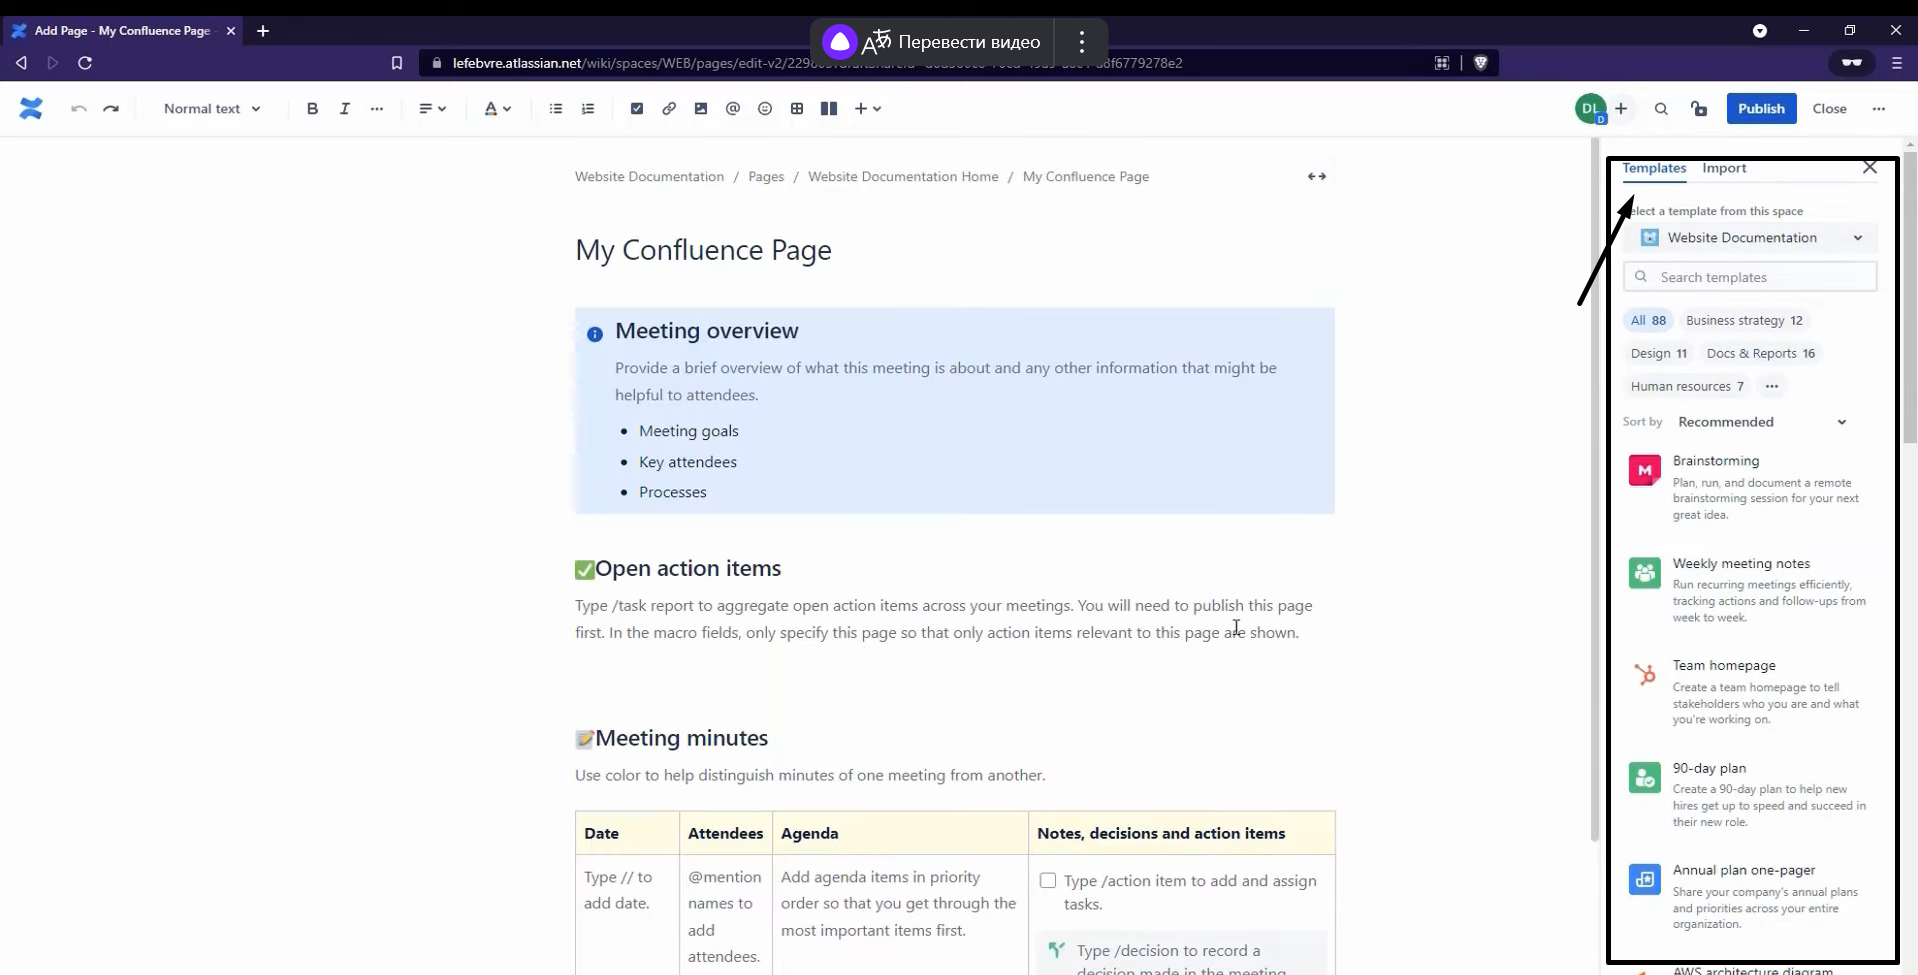 Add Page - My Confluence Page -
Перевести видео
lefebvre.atlassian.net/wiki/spaces/WEB/pages/edit-v2/
8f6779278e2
Normal text
B
I
A
@
DL
D
Publish
Close
Website Documentation / Pages / Website Documentation Home / My Confluence Page
My Confluence Page
Meeting overview
Provide a brief overview of what this meeting is about and any other information that might be
helpful to attendees.
• Meeting goals
• Key attendees
• Processes
✅Open action items
Type /task report to aggregate open action items across your meetings. You will need to publish this page
first. In the macro fields, only specify this page so that only action items relevant to this page are shown.
📝Meeting minutes
Use color to help distinguish minutes of one meeting from another.
Date Attendees Agenda Notes, decisions and action items
Type // to
add date.
@mention
names to
add
attendees.
Add agenda items in priority
order so that you get through the
most important items first.
Type /action item to add and assign
tasks.
Type /decision to record a
decision made in the meeting
Templates Import
elect a template from this space
Website Documentation
Search templates
All 88 Business strategy 12
Design 11 Docs & Reports 16
Human resources 7
Sort by Recommended
M
Brainstorming
Plan, run, and document a remote
brainstorming session for your next
great idea.
Weekly meeting notes
Run recurring meetings efficiently,
tracking actions and follow-ups from
week to week.
Team homepage
Create a team homepage to tell
stakeholders who you are and what
you're working on.
90-day plan
Create a 90-day plan to help new
hires get up to speed and succeed in
their new role.
Annual plan one-pager
Share your company's annual plans
and priorities across your entire
organization.
AWS architecture diagram